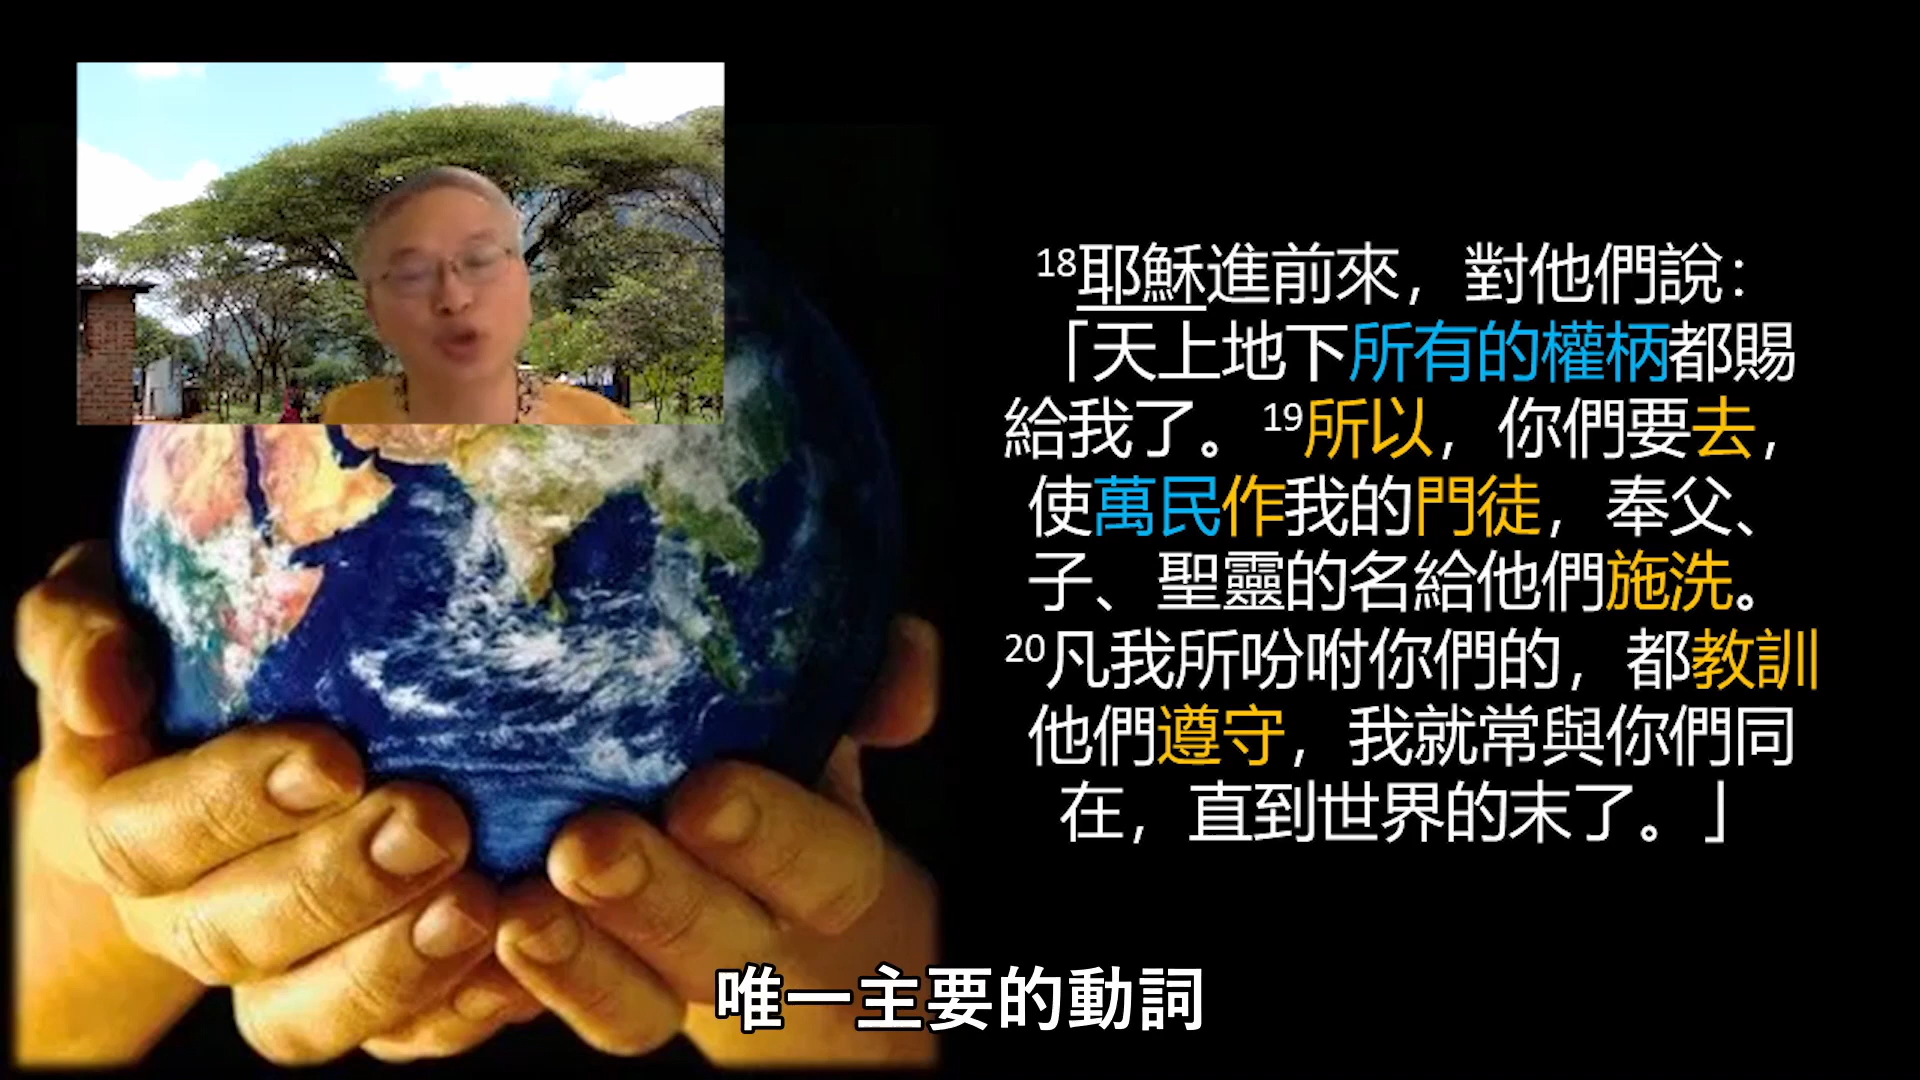 18耶穌進前來，對他們說：
「天上地下所有的權柄都賜
給我了。19所以，你們要去，
使萬民作我的門徒，奉父、
子、聖靈的名給他們施洗。
20凡我所吩咐你們的，都教訓
他們遵守，我就常與你們同
在，直到世界的末了。」
唯一主要的動詞